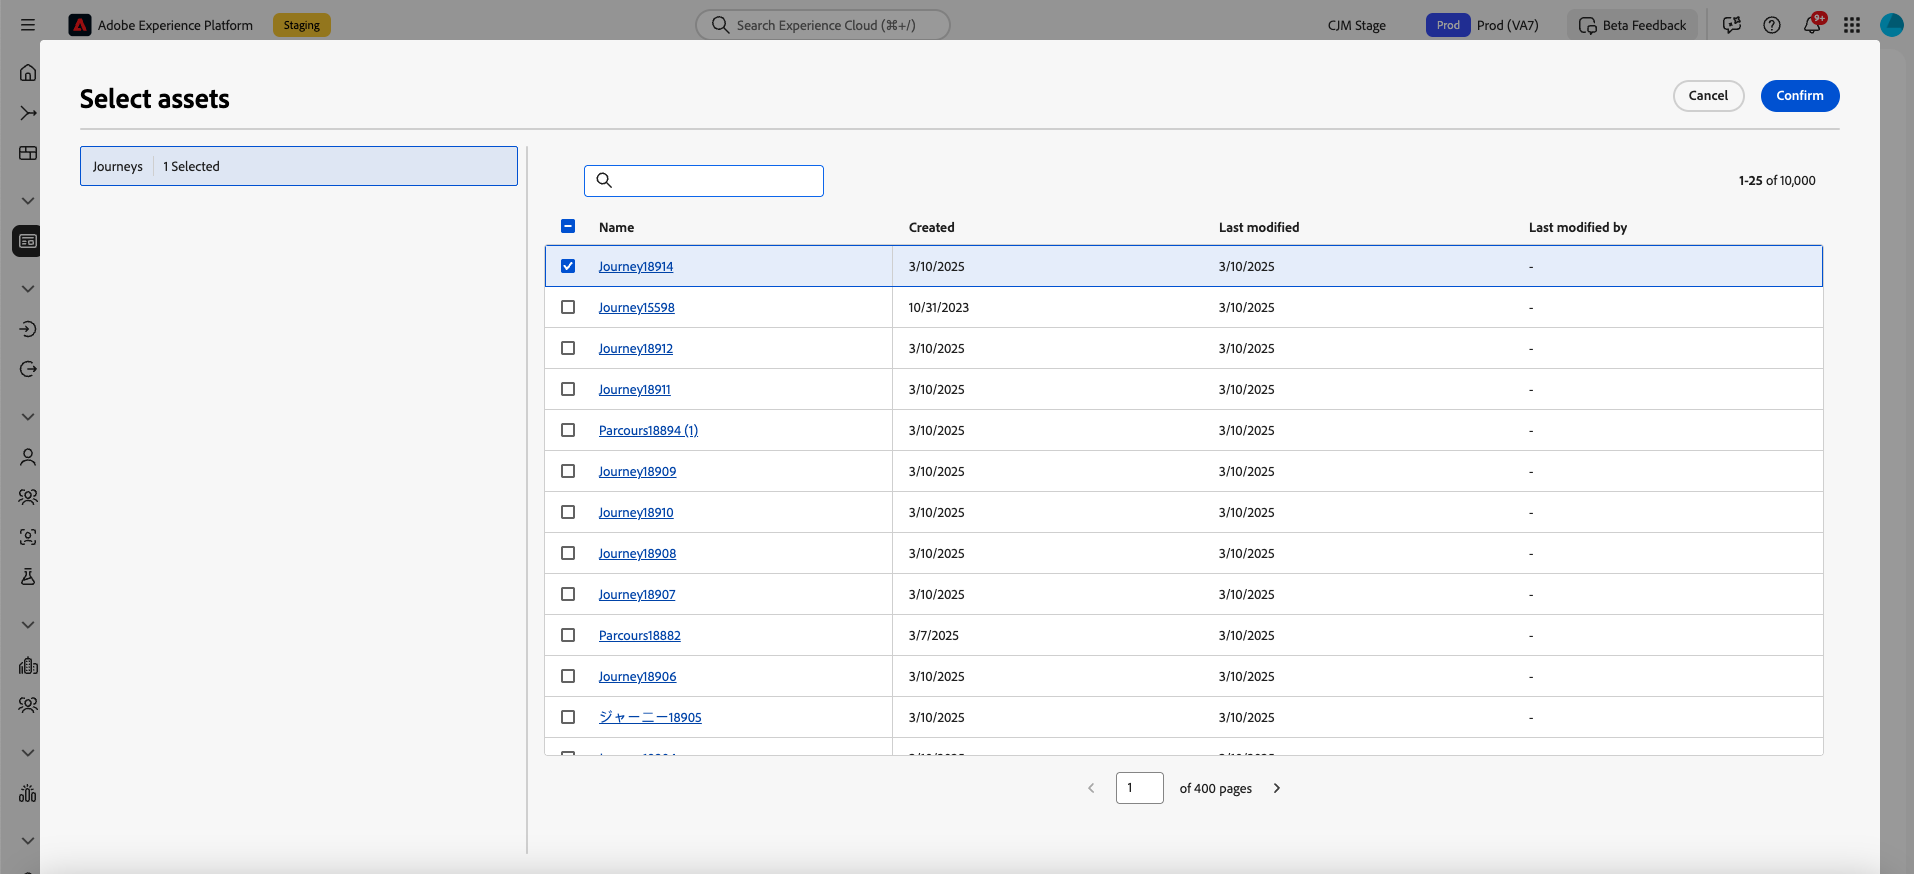 Adobe Experience Platform Staging Search Experience Cloud (⌘+/) CJM Stage Prod Prod (VA7) Beta Feedback 9+
Select assets Cancel Confirm
Journeys 1 Selected
1-25 of 10,000
Name Created Last modified Last modified by
Journey18914 3/10/2025 3/10/2025 -
Journey15598 10/31/2023 3/10/2025 -
Journey18912 3/10/2025 3/10/2025 -
Journey18911 3/10/2025 3/10/2025 -
Parcours18894 (1) 3/10/2025 3/10/2025 -
Journey18909 3/10/2025 3/10/2025 -
Journey18910 3/10/2025 3/10/2025 -
Journey18908 3/10/2025 3/10/2025 -
Journey18907 3/10/2025 3/10/2025 -
Parcours18882 3/7/2025 3/10/2025 -
Journey18906 3/10/2025 3/10/2025 -
ジャーニー18905 3/10/2025 3/10/2025 -
1 of 400 pages